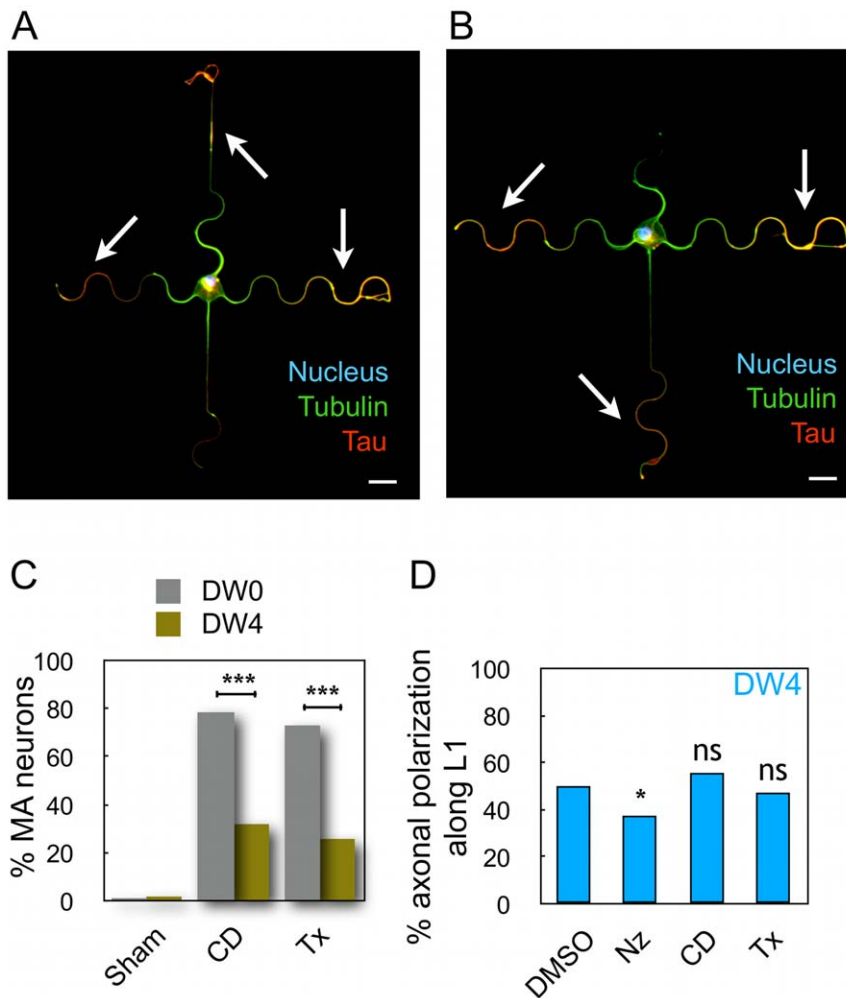 A
Nucleus
Tubulin
Tau
B
Nucleus
Tubulin
Tau
C
DW0
DW4
% MA neurons
100
80
60
40
20
0
***
***
Sham
CD
Tx
D
% axonal polarization
along L1
100
80
60
40
20
0
DW4
*
ns
ns
DMSO
Nz
CD
Tx